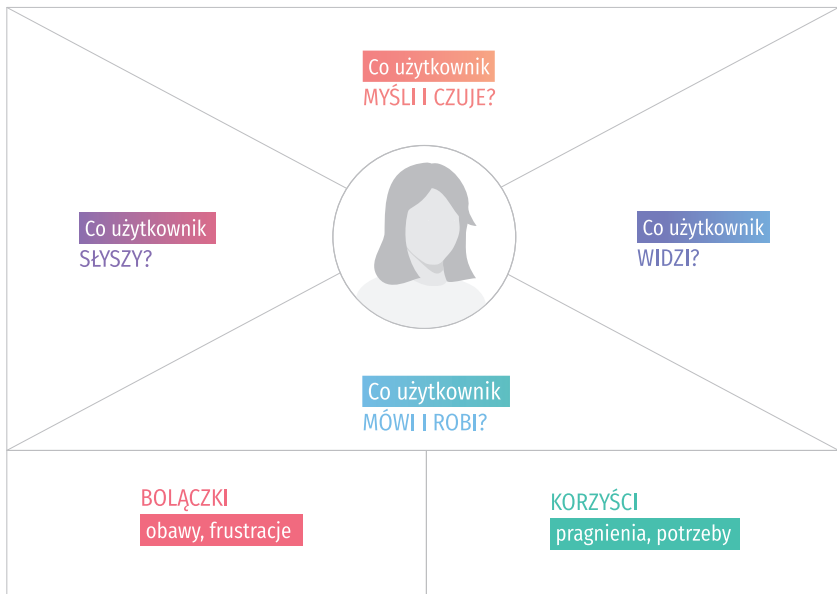 Co użytkownik
MYŚLI I CZUJE?
Co użytkownik
SŁYSZY?
Co użytkownik
WIDZI?
Co użytkownik
MÓWI I ROBI?
BOLĄCZKI
obawy, frustracje
KORZYŚCI
pragnienia, potrzeby